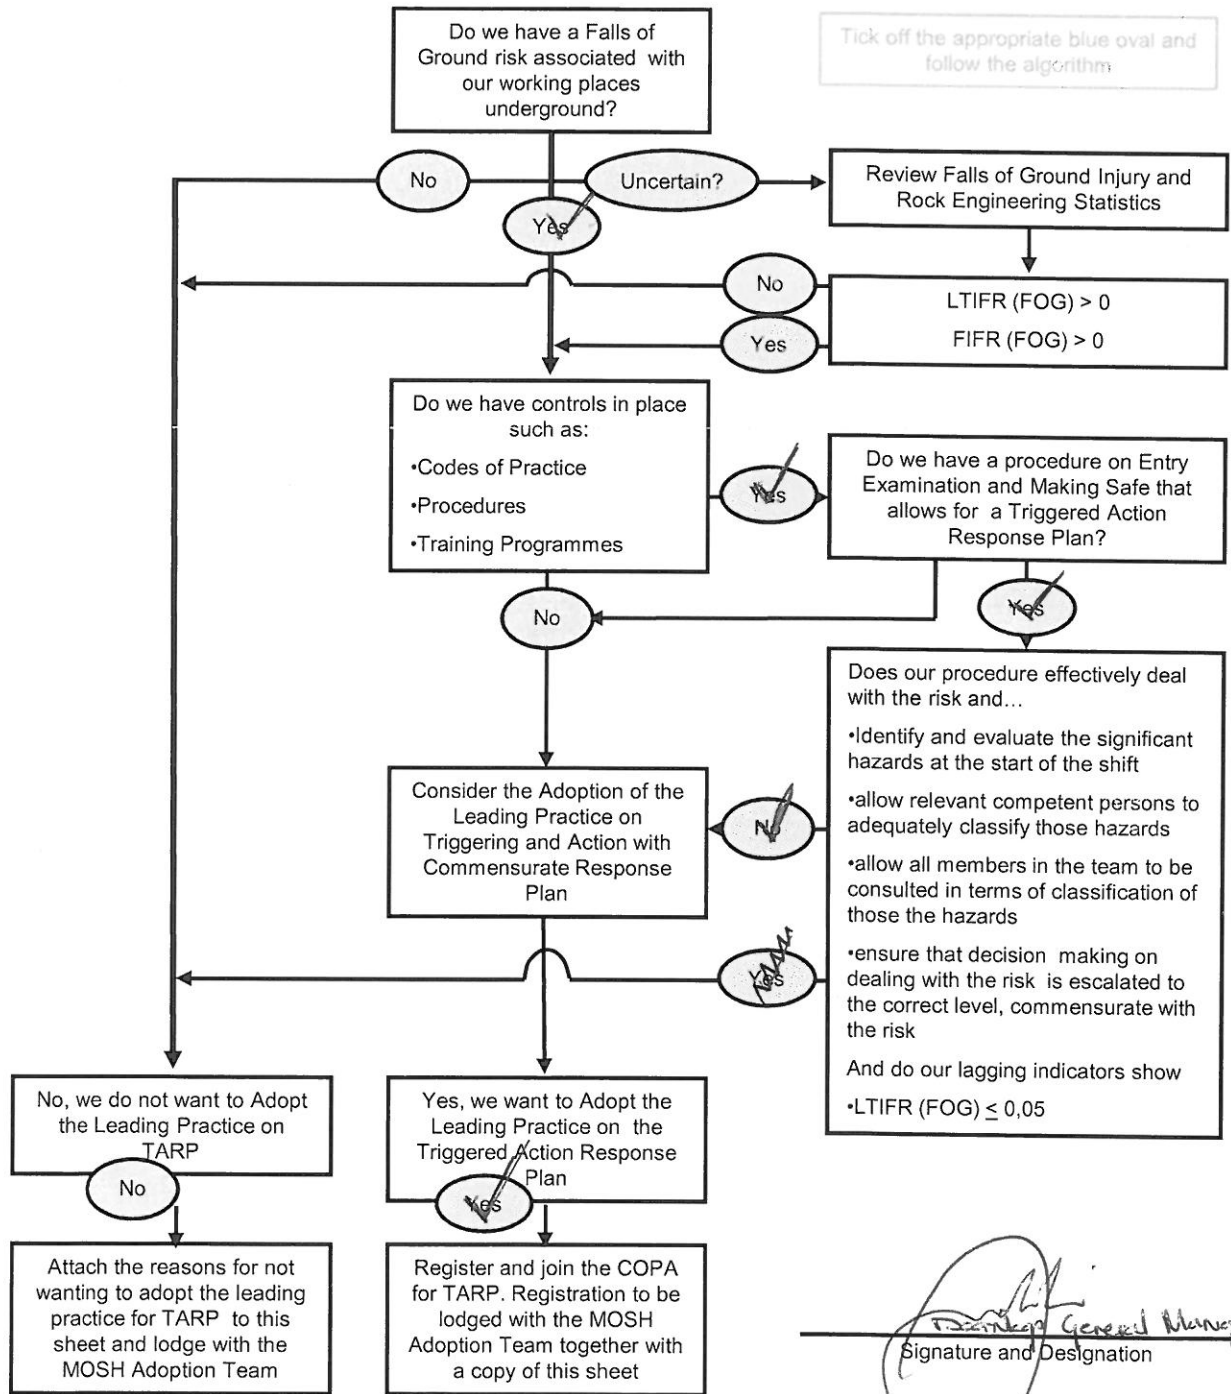 Do we have a Falls of
Ground risk associated with
our working places
underground?
Tick off the appropriate blue oval and
follow the algorithm
No
Uncertain?
Yes
Review Falls of Ground Injury and
Rock Engineering Statistics
No
Yes
LTIFR (FOG) > 0
FIFR (FOG) > 0
Do we have controls in place
such as:
•Codes of Practice
•Procedures
•Training Programmes
Yes
Do we have a procedure on Entry
Examination and Making Safe that
allows for a Triggered Action
Response Plan?
No
Yes
Consider the Adoption of the
Leading Practice on
Triggering and Action with
Commensurate Response
Plan
No
Yes
Does our procedure effectively deal
with the risk and…
•Identify and evaluate the significant
hazards at the start of the shift
•allow relevant competent persons to
adequately classify those hazards
•allow all members in the team to be
consulted in terms of classification of
those the hazards
•ensure that decision making on
dealing with the risk is escalated to
the correct level, commensurate with
the risk
And do our lagging indicators show
•LTIFR (FOG) ≤ 0,05
No, we do not want to Adopt
the Leading Practice on
TARP
No
Yes, we want to Adopt the
Leading Practice on the
Triggered Action Response
Plan
Yes
Attach the reasons for not
wanting to adopt the leading
practice for TARP to this
sheet and lodge with the
MOSH Adoption Team
Register and join the COPA
for TARP. Registration to be
lodged with the MOSH
Adoption Team together with
a copy of this sheet
General
Signature and Designation